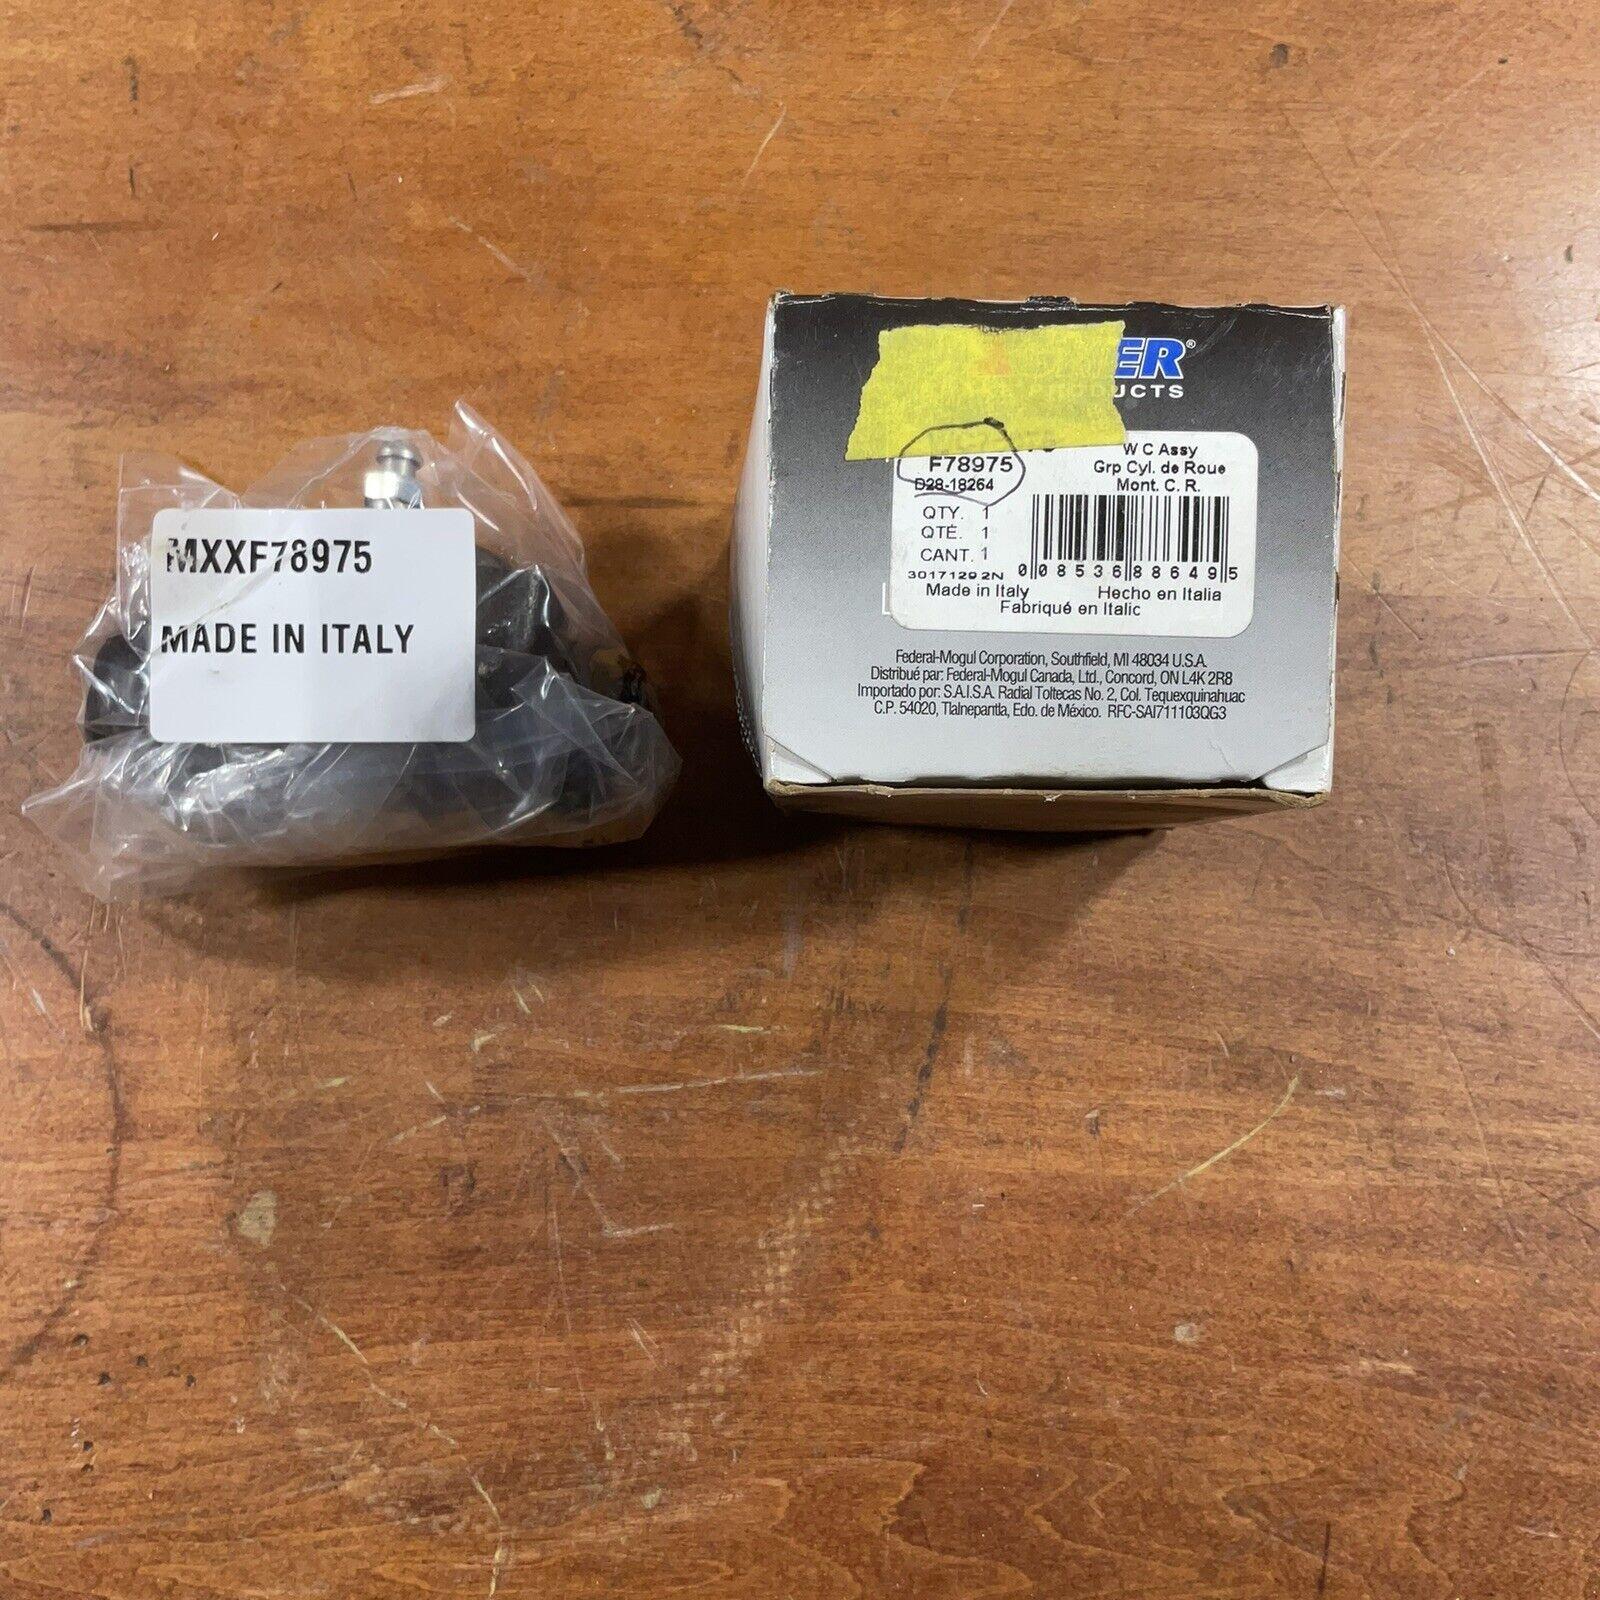 MXXF78975
MADE IN ITALY
PRODUCTS
F78975
D28-18264
W C Assy
Grp Cyl. de Roue
Mont. C. R.
QTY. 1
QTÉ. 1
CANT. 1
3017129 2N
0 08536 88649 5
Made in Italy Hecho en Italia
Fabriqué en Italic
Federal-Mogul Corporation, Southfield, MI 48034 U.S.A.
Distribué par: Federal-Mogul Canada, Ltd., Concord, ON L4K 2R8
Importado por: S.A.I.S.A. Radial Toltecas No. 2, Col. Tequexquinahuac
C.P. 54020, Tlalnepantla, Edo. de México. RFC-SAI711103QG3